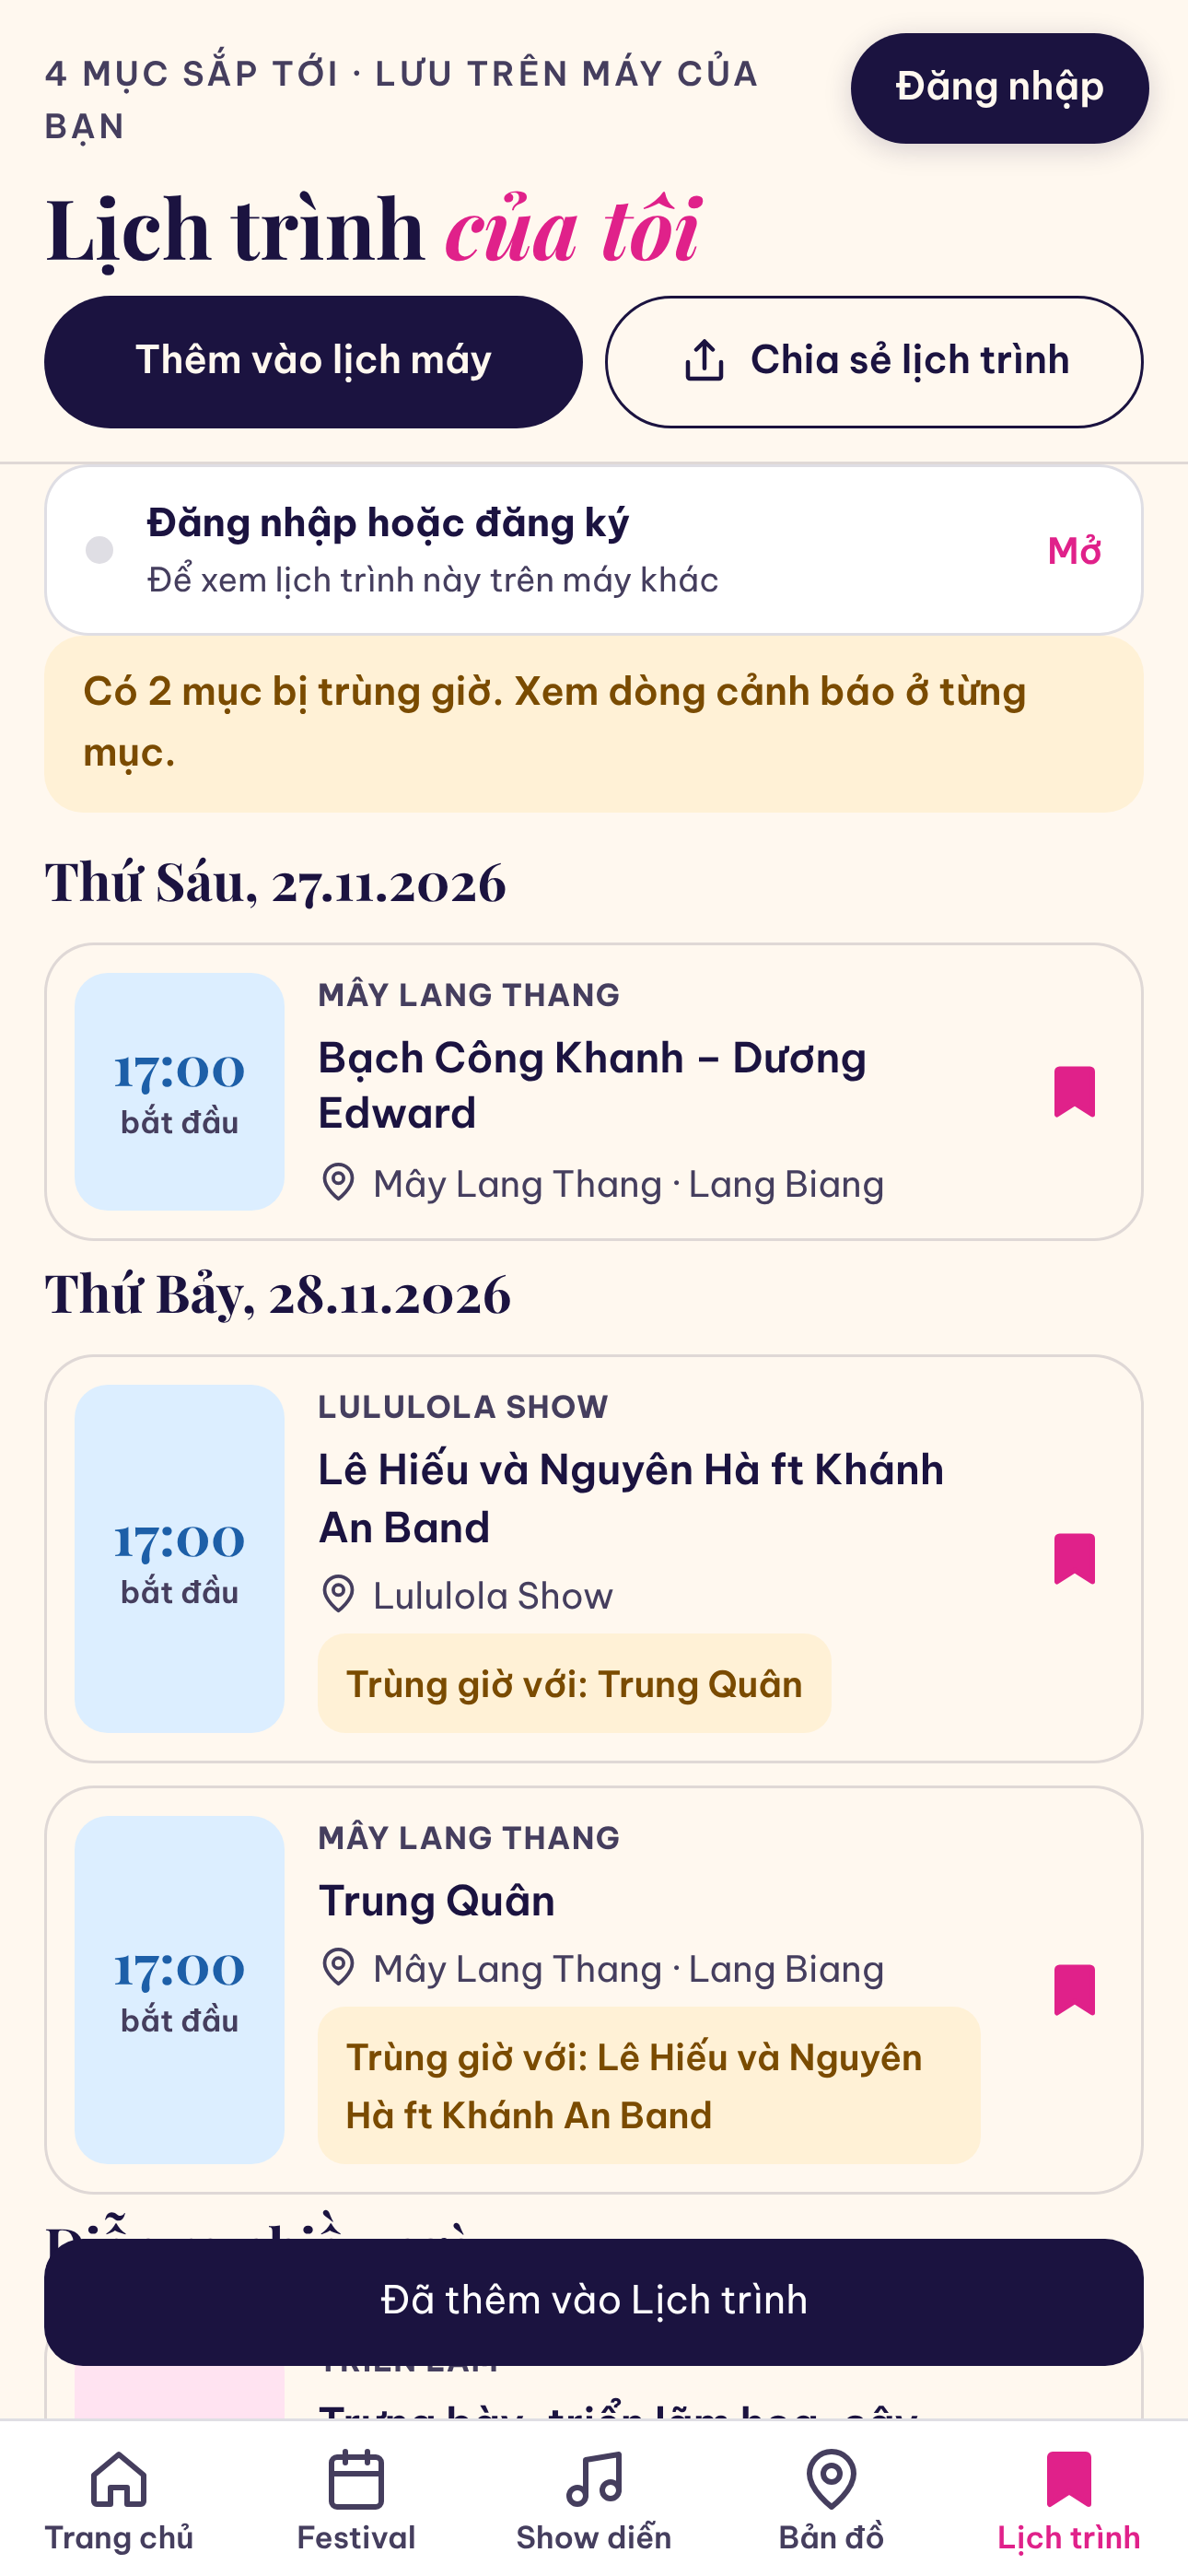 4 MỤC SẮP TỚI · LƯU TRÊN MÁY CỦA
BẠN
Đăng nhập
Lịch trình của tôi
Thêm vào lịch máy
Chia sẻ lịch trình
Đăng nhập hoặc đăng ký
Để xem lịch trình này trên máy khác
Mở
Có 2 mục bị trùng giờ. Xem dòng cảnh báo ở từng
mục.
Thứ Sáu, 27.11.2026
17:00
bắt đầu
MÂY LANG THANG
Bạch Công Khanh – Dương
Edward
Mây Lang Thang · Lang Biang
Thứ Bảy, 28.11.2026
17:00
bắt đầu
LULULOLA SHOW
Lê Hiếu và Nguyên Hà ft Khánh
An Band
Lululola Show
Trùng giờ với: Trung Quân
17:00
bắt đầu
MÂY LANG THANG
Trung Quân
Mây Lang Thang · Lang Biang
Trùng giờ với: Lê Hiếu và Nguyên
Hà ft Khánh An Band
Đã thêm vào Lịch trình
Trưng bày, triển lãm hoa, cây
Trang chủ
Festival
Show diễn
Bản đồ
Lịch trình